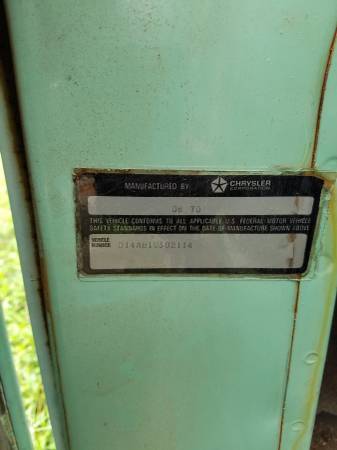 MANUFACTURED BY CHRYSLER CORPORATION
06 70
THIS VEHICLE CONFORMS TO ALL APPLICABLE U.S. FEDERAL MOTOR VEHICLE
SAFETY STANDARDS IN EFFECT ON THE DATE OF MANUFACTURE SHOWN ABOVE
VEHICLE
NUMBER